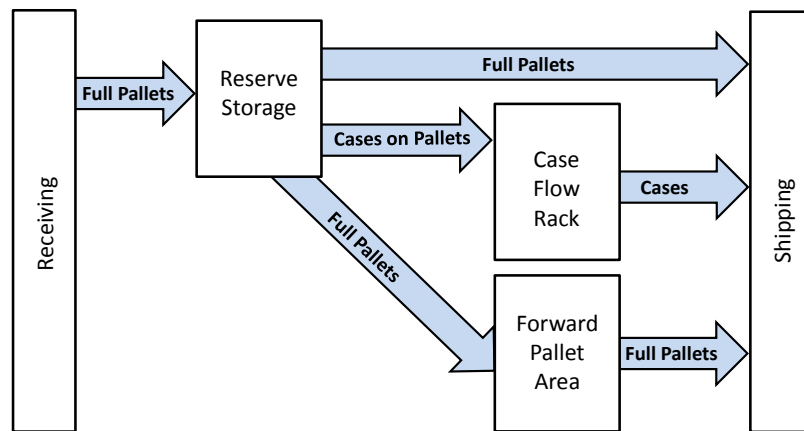 Receiving
Full Pallets
Reserve
Storage
Full Pallets
Cases on Pallets
Full Pallets
Case
Flow
Rack
Cases
Forward
Pallet
Area
Full Pallets
Shipping